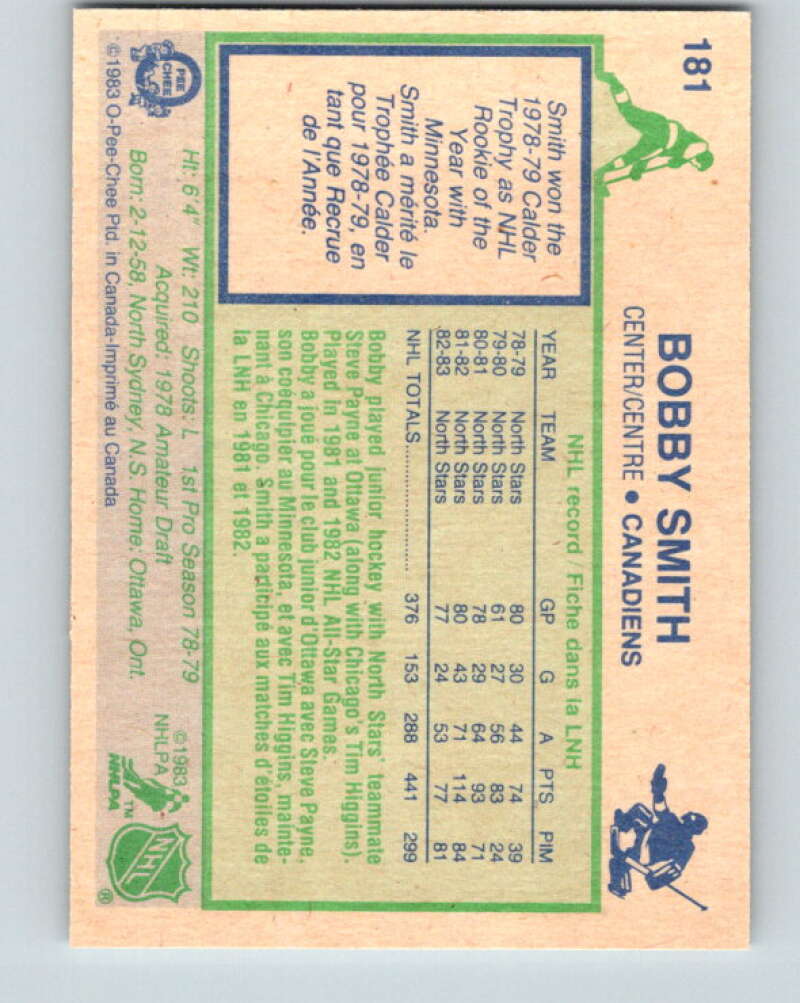 181
BOBBY SMITH
CENTER/CENTRE • CANADIENS
Smith won the
1978-79 Calder
Trophy as NHL
Rookie of the
Year with
Minnesota.
Smith a mérité le
Trophée Calder
pour 1978-79, en
tant que Recrue
de l'Année.
NHL record / Fiche dans la LNH
YEAR TEAM GP G A PTS PIM
78-79 North Stars 80 30 44 74 39
79-80 North Stars 61 27 56 83 24
80-81 North Stars 78 29 64 93 71
81-82 North Stars 80 43 71 114 84
82-83 North Stars 77 24 53 77 81
NHL TOTALS.................... 376 153 288 441 299
Bobby played junior hockey with North Stars' teammate
Steve Payne at Ottawa (along with Chicago's Tim Higgins).
Played in 1981 and 1982 NHL All-Star Games.
Bobby a joué pour le club junior d'Ottawa avec Steve Payne,
son coéquipier au Minnesota, et avec Tim Higgins, mainte-
nant à Chicago. Smith a participé aux matches d'étoiles de
la LNH en 1981 et 1982.
Ht: 6'4" Wt: 210 Shoots: L 1st Pro Season 78-79
Acquired: 1978 Amateur Draft
Born: 2-12-58, North Sydney, N.S. Home: Ottawa, Ont.
©1983 O-Pee-Chee Ptd. in Canada-Imprimé au Canada
O PEE CHEE
©1983
NHLPA
NHLPA ™
NHL ®